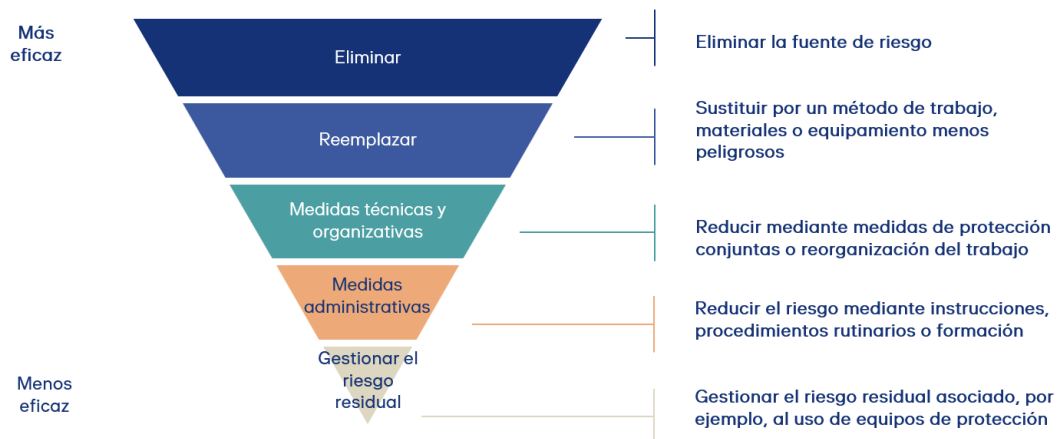 Más
eficaz
Eliminar
Eliminar la fuente de riesgo
Reemplazar
Sustituir por un método de trabajo,
materiales o equipamiento menos
peligrosos
Medidas técnicas y
organizativas
Reducir mediante medidas de protección
conjuntas o reorganización del trabajo
Medidas
administrativas
Reducir el riesgo mediante instrucciones,
procedimientos rutinarios o formación
Gestionar el
riesgo
residual
Menos
eficaz
Gestionar el riesgo residual asociado, por
ejemplo, al uso de equipos de protección